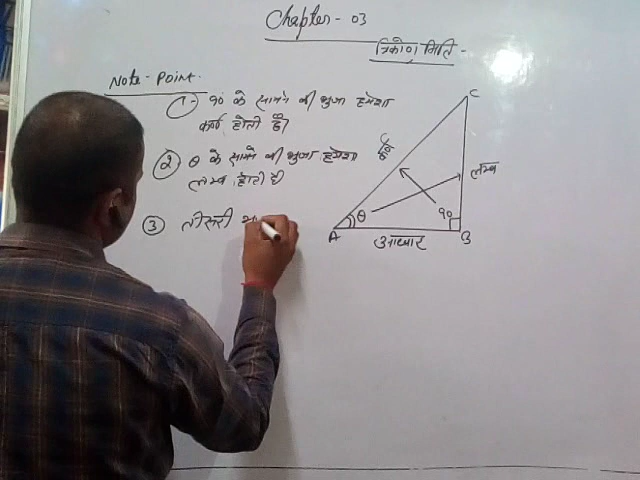 Chapter - 03
त्रिकोण मिति -
Note - Point.
1- 90 के सामने की भुजा हमेशा
कर्ण होती है।
2 θ के सामने की भुजा हमेशा
लम्ब होती है
3 तीसरी
C
कर्ण
लम्ब
θ
90
A
आधार
B